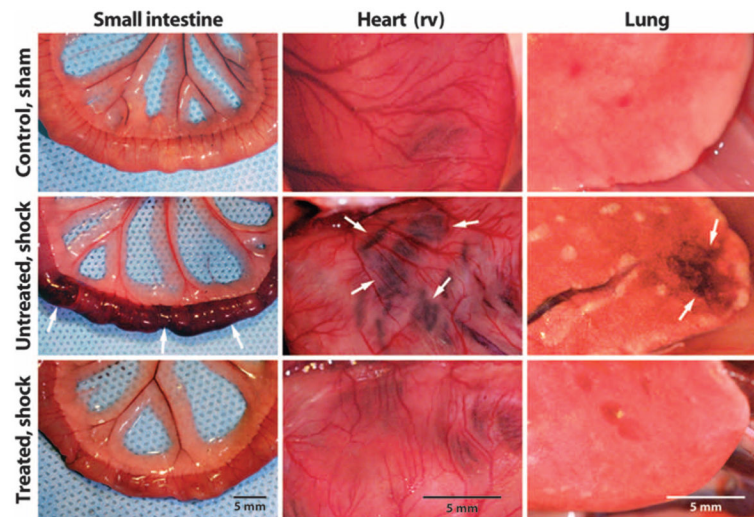 Small intestine
Heart (rv)
Lung
Control, sham
Untreated, shock
Treated, shock
5 mm
5 mm
5 mm